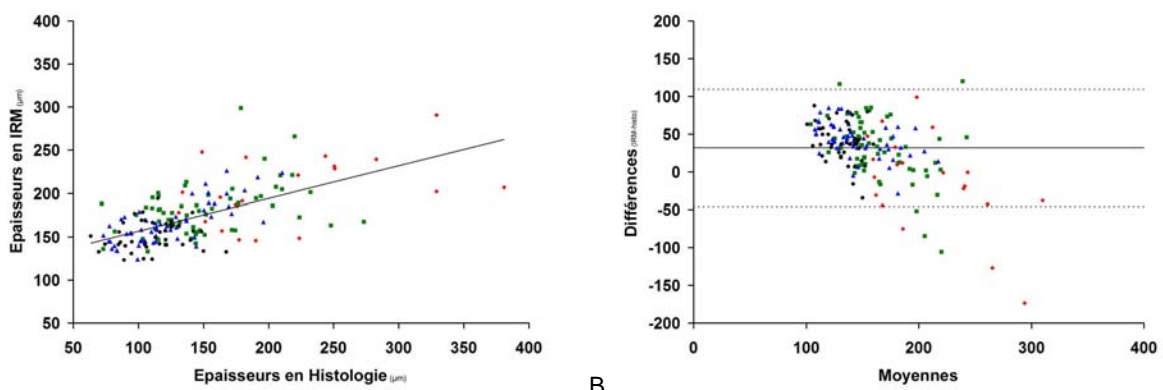 400
350
300
250
200
150
100
50
Epaisseurs en IRM (µm)
50 100 150 200 250 300 350 400
Epaisseurs en Histologie (µm)
B
200
150
100
50
0
-50
-100
-150
-200
Différences (IRM-histo)
0 100 200 300 400
Moyennes